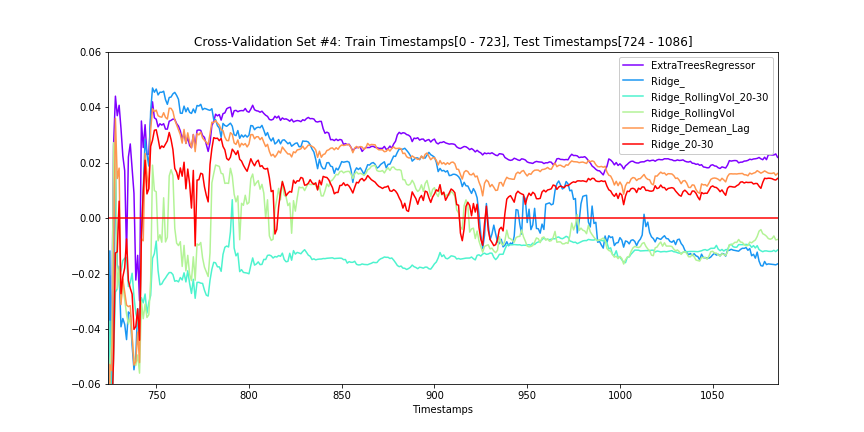 Cross-Validation Set #4: Train Timestamps[0 - 723], Test Timestamps[724 - 1086]
0.06
0.04
0.02
0.00
−0.02
−0.04
−0.06
ExtraTreesRegressor
Ridge_
Ridge_RollingVol_20-30
Ridge_RollingVol
Ridge_Demean_Lag
Ridge_20-30
750
800
850
900
950
1000
1050
Timestamps